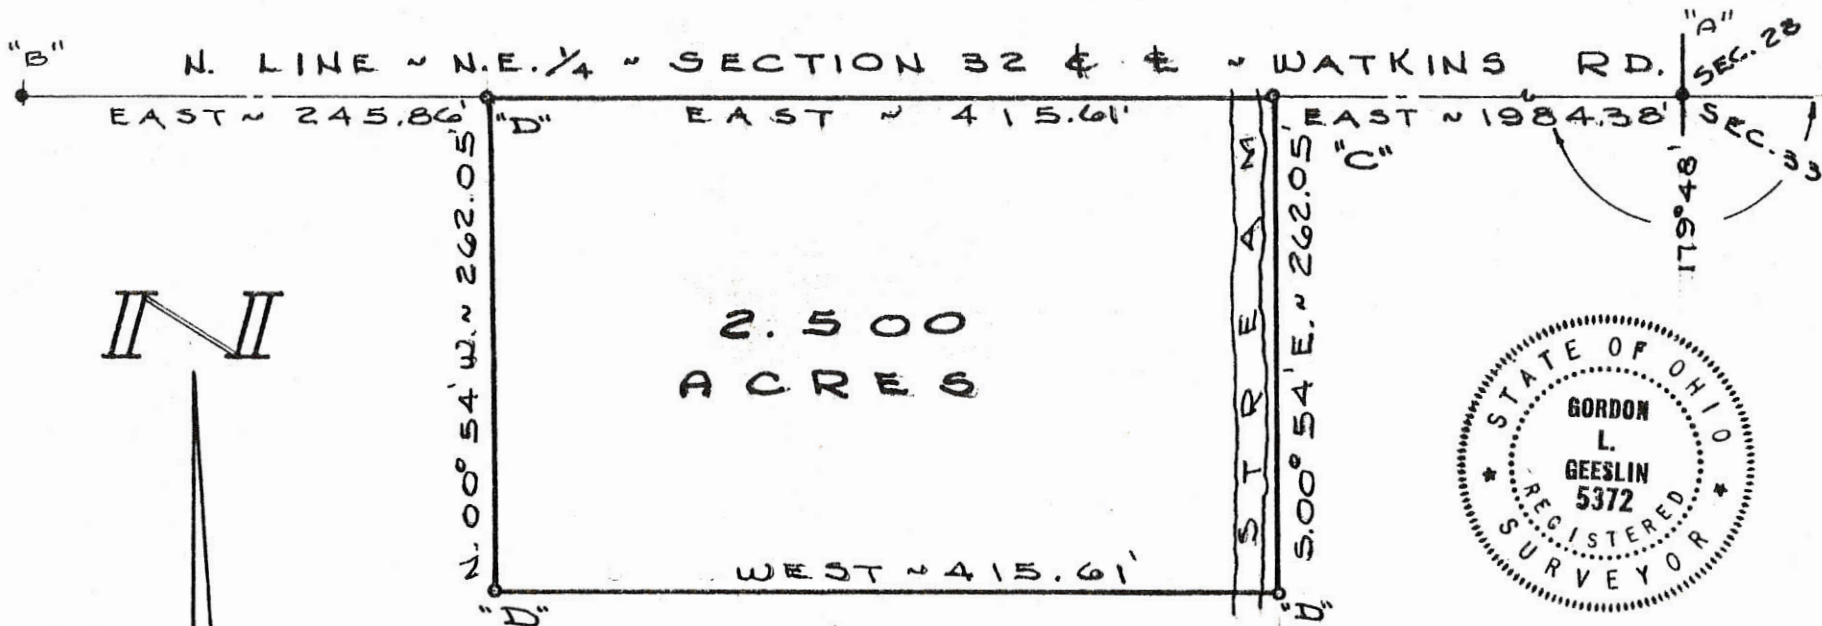 "B"
N. LINE ~ N.E. 1/4 ~ SECTION 32 & ℄ ~ WATKINS RD.
"A"
SEC. 28
EAST ~ 245.86'
"D"
EAST ~ 415.61'
EAST ~ 1984.38'
SEC. 33
"C"
179° 48'
N. 00° 54' W. ~ 262.05'
STREAM
S. 00° 54' E. ~ 262.05'
N
2.500
ACRES
STATE OF OHIO
GORDON
L.
GEESLIN
5372
REGISTERED
* SURVEYOR *
WEST ~ 415.61'
"D"
"D"